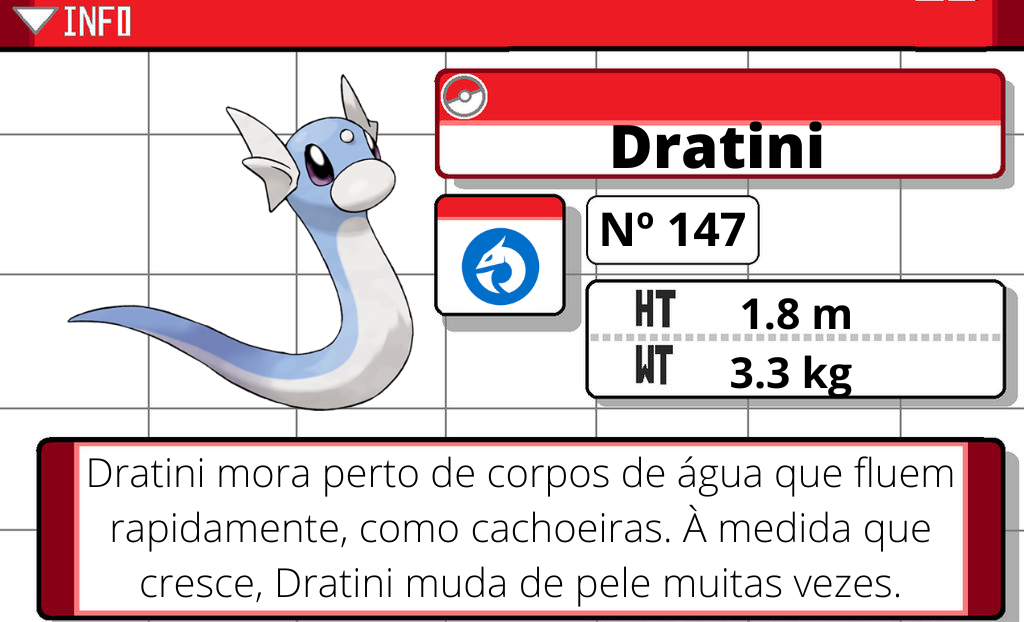 INFO
Dratini
Nº 147
HT 1.8 m
WT 3.3 kg
Dratini mora perto de corpos de água que fluem
rapidamente, como cachoeiras. À medida que
cresce, Dratini muda de pele muitas vezes.